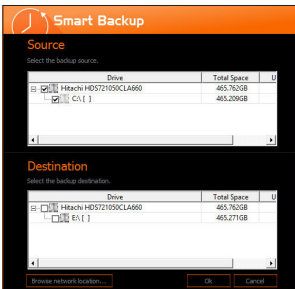 Smart Backup
Source
Select the backup source.
Drive Total Space U
Hitachi HDS721050CLA660 465.762GB
C:\ [ ] 465.209GB
Destination
Select the backup destination.
Drive Total Space U
Hitachi HDS721050CLA660 465.762GB
E:\ [ ] 465.271GB
Browse network location... Ok Cancel